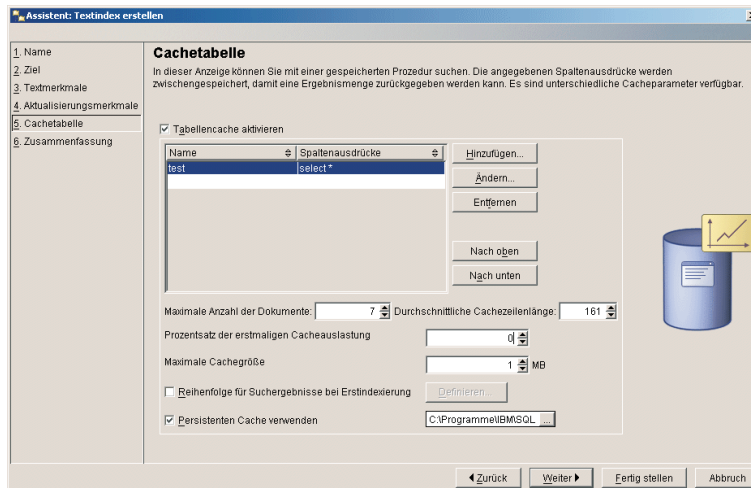 Assistent: Textindex erstellen
1. Name
2. Ziel
3. Textmerkmale
4. Aktualisierungsmerkmale
5. Cachetabelle
6. Zusammenfassung
Cachetabelle
In dieser Anzeige können Sie mit einer gespeicherten Prozedur suchen. Die angegebenen Spaltenausdrücke werden
zwischengespeichert, damit eine Ergebnismenge zurückgegeben werden kann. Es sind unterschiedliche Cacheparameter verfügbar.
Tabellencache aktivieren
Name Spaltenausdrücke
test select *
Hinzufügen...
Ändern...
Entfernen
Nach oben
Nach unten
Maximale Anzahl der Dokumente: 7 Durchschnittliche Cachezeilenlänge: 161
Prozentsatz der erstmaligen Cacheauslastung 0
Maximale Cachegröße 1 MB
Reihenfolge für Suchergebnisse bei Erstindexierung Definieren...
Persistenten Cache verwenden C:\Programme\IBM\SQL ...
Zurück Weiter Fertig stellen Abbruch